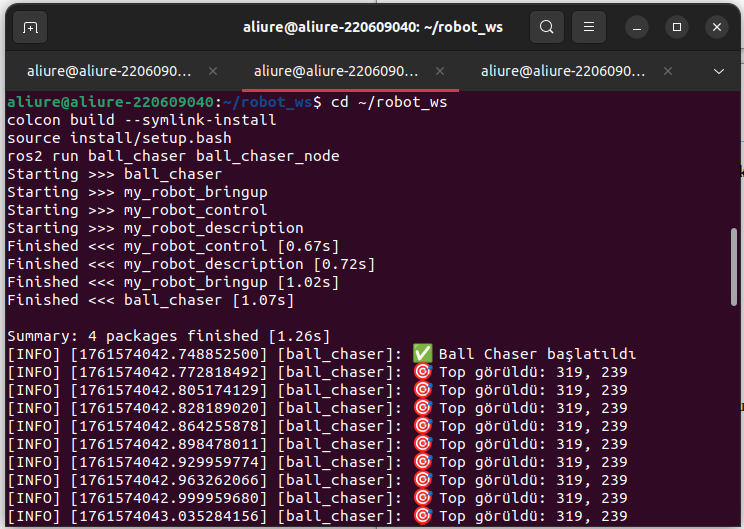 aliure@aliure-220609040: ~/robot_ws
aliure@aliure-220609... aliure@aliure-220609... aliure@aliure-220609...
aliure@aliure-220609040:~/robot_ws$ cd ~/robot_ws
colcon build --symlink-install
source install/setup.bash
ros2 run ball_chaser ball_chaser_node
Starting >>> ball_chaser
Starting >>> my_robot_bringup
Starting >>> my_robot_control
Starting >>> my_robot_description
Finished <<< my_robot_control [0.67s]
Finished <<< my_robot_description [0.72s]
Finished <<< my_robot_bringup [1.02s]
Finished <<< ball_chaser [1.07s]
Summary: 4 packages finished [1.26s]
[INFO] [1761574042.748852500] [ball_chaser]: ✅ Ball Chaser başlatıldı
[INFO] [1761574042.772818492] [ball_chaser]: 🎯 Top görüldü: 319, 239
[INFO] [1761574042.805174129] [ball_chaser]: 🎯 Top görüldü: 319, 239
[INFO] [1761574042.828189020] [ball_chaser]: 🎯 Top görüldü: 319, 239
[INFO] [1761574042.864255878] [ball_chaser]: 🎯 Top görüldü: 319, 239
[INFO] [1761574042.898478011] [ball_chaser]: 🎯 Top görüldü: 319, 239
[INFO] [1761574042.929959774] [ball_chaser]: 🎯 Top görüldü: 319, 239
[INFO] [1761574042.963262066] [ball_chaser]: 🎯 Top görüldü: 319, 239
[INFO] [1761574042.999959680] [ball_chaser]: 🎯 Top görüldü: 319, 239
[INFO] [1761574043.035284156] [ball_chaser]: 🎯 Top görüldü: 319, 239